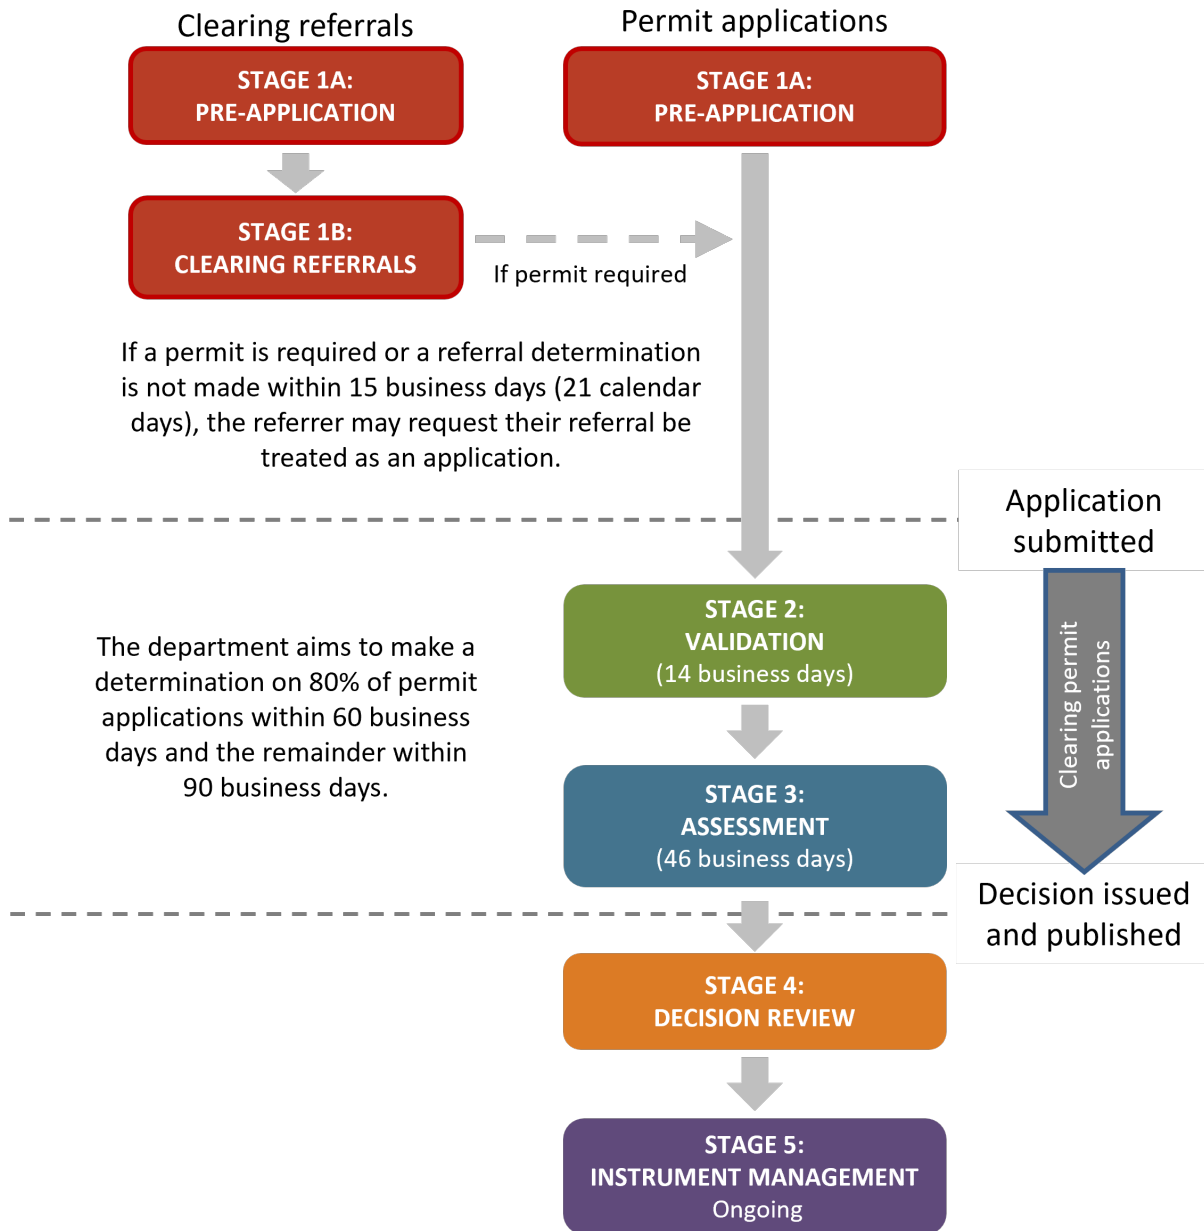 Clearing referrals
Permit applications
STAGE 1A:
PRE-APPLICATION
STAGE 1A:
PRE-APPLICATION
STAGE 1B:
CLEARING REFERRALS
If permit required
If a permit is required or a referral determination
is not made within 15 business days (21 calendar
days), the referrer may request their referral be
treated as an application.
Application
submitted
STAGE 2:
VALIDATION
(14 business days)
The department aims to make a
determination on 80% of permit
applications within 60 business
days and the remainder within
90 business days.
Clearing permit
applications
STAGE 3:
ASSESSMENT
(46 business days)
Decision issued
and published
STAGE 4:
DECISION REVIEW
STAGE 5:
INSTRUMENT MANAGEMENT
Ongoing